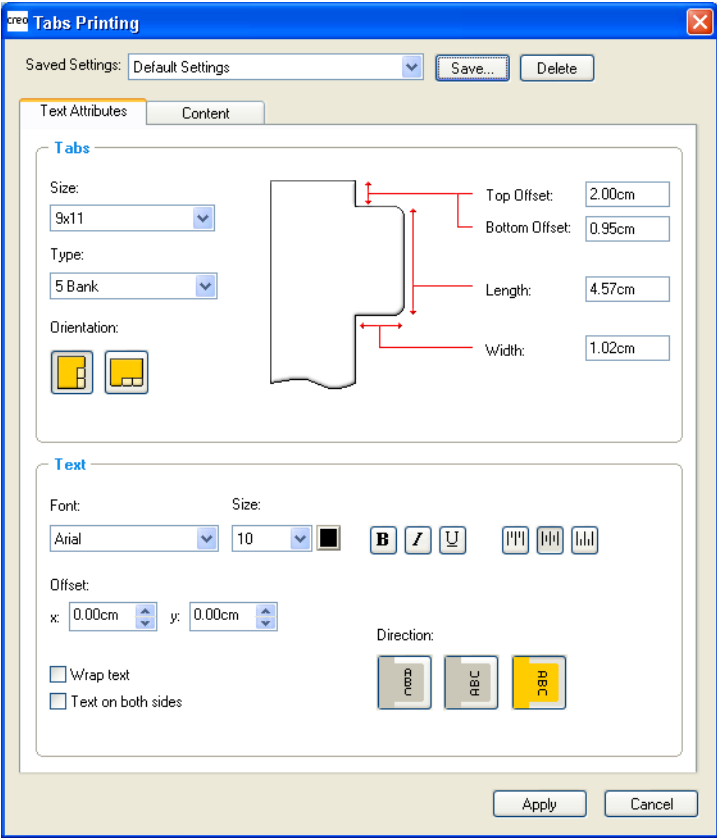 creo Tabs Printing
Saved Settings: Default Settings Save... Delete
Text Attributes Content
Tabs
Size:
9x11
Type:
5 Bank
Orientation:
Top Offset: 2.00cm
Bottom Offset: 0.95cm
Length: 4.57cm
Width: 1.02cm
Text
Font: Size:
Arial 10 B I U
Offset:
x: 0.00cm y: 0.00cm
Direction:
Wrap text
Text on both sides
ABC ABC ABC
Apply Cancel